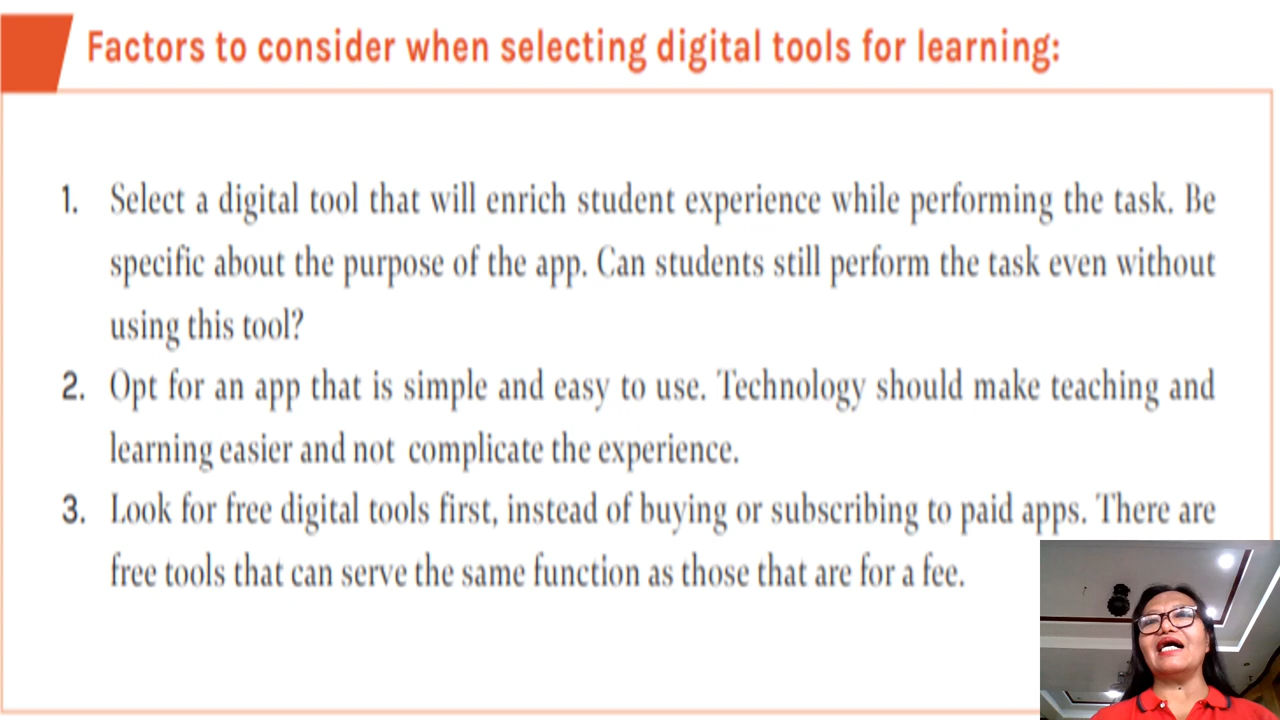 Factors to consider when selecting digital tools for learning:
1. Select a digital tool that will enrich student experience while performing the task. Be
specific about the purpose of the app. Can students still perform the task even without
using this tool?
2. Opt for an app that is simple and easy to use. Technology should make teaching and
learning easier and not complicate the experience.
3. Look for free digital tools first, instead of buying or subscribing to paid apps. There are
free tools that can serve the same function as those that are for a fee.